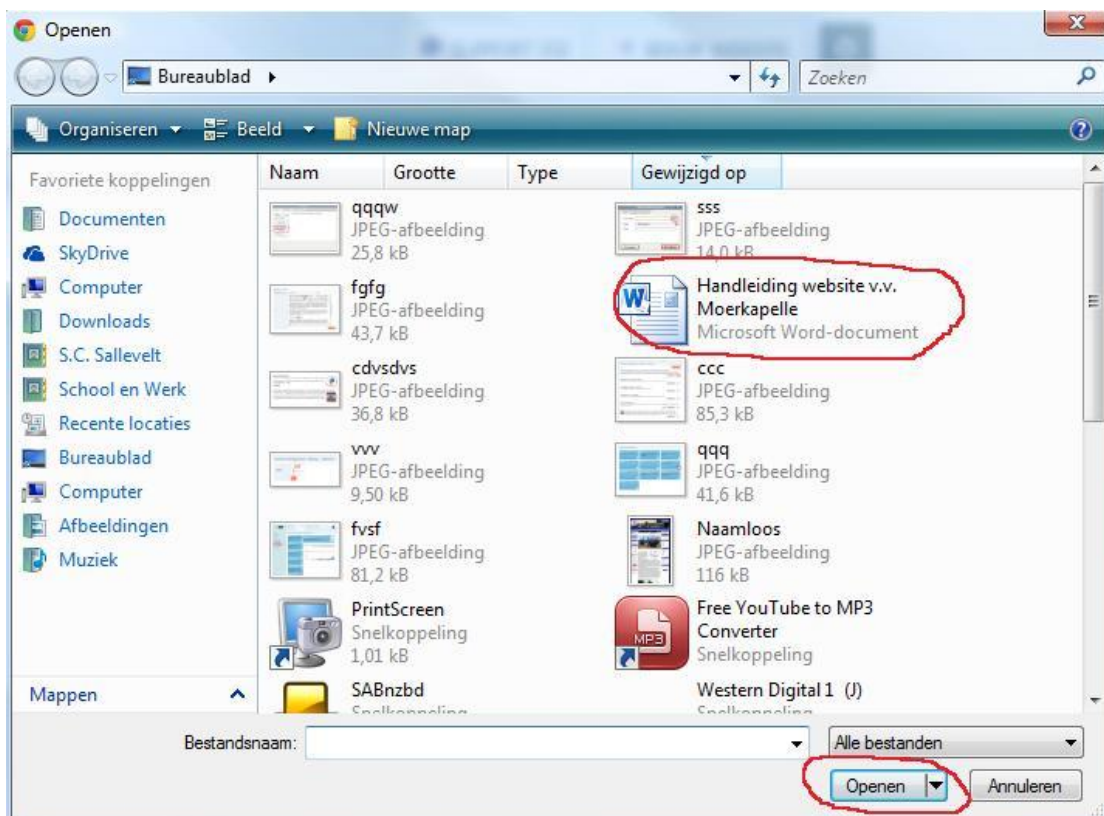 Openen
Bureaublad
Zoeken
Organiseren
Beeld
Nieuwe map
Favoriete koppelingen
Documenten
SkyDrive
Computer
Downloads
S.C. Sallevelt
School en Werk
Recente locaties
Bureaublad
Computer
Afbeeldingen
Muziek
Mappen
Naam Grootte Type Gewijzigd op
qqqw
JPEG-afbeelding
25,8 kB
sss
JPEG-afbeelding
14,0 kB
fgfg
JPEG-afbeelding
43,7 kB
Handleiding website v.v.
Moerkapelle
Microsoft Word-document
cdvsdvs
JPEG-afbeelding
36,8 kB
ccc
JPEG-afbeelding
85,3 kB
vvv
JPEG-afbeelding
9,50 kB
qqq
JPEG-afbeelding
41,6 kB
fvsf
JPEG-afbeelding
81,2 kB
Naamloos
JPEG-afbeelding
116 kB
PrintScreen
Snelkoppeling
1,01 kB
MP3
Free YouTube to MP3
Converter
Snelkoppeling
SABnzbd
Snelkoppeling
Western Digital 1 (J)
Snelkoppeling
Bestandsnaam:
Alle bestanden
Openen
Annuleren